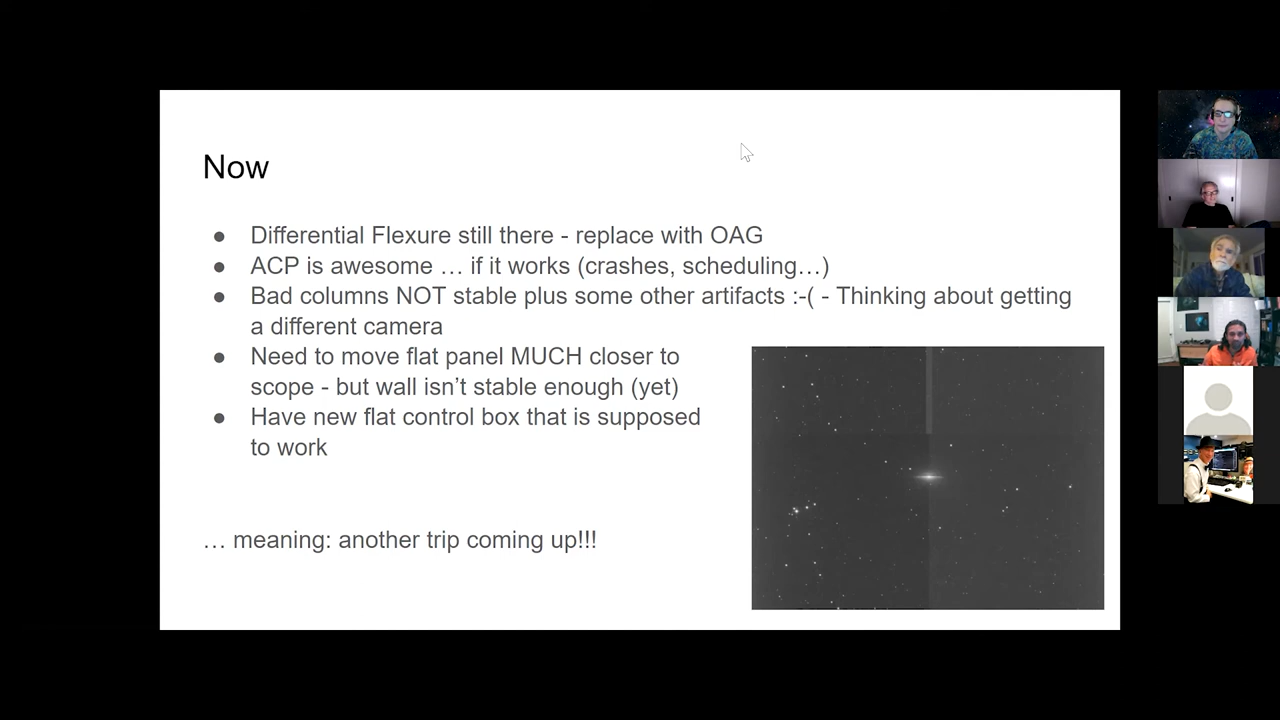 Now
● Differential Flexure still there - replace with OAG
● ACP is awesome … if it works (crashes, scheduling…)
● Bad columns NOT stable plus some other artifacts :-( - Thinking about getting
a different camera
● Need to move flat panel MUCH closer to
scope - but wall isn’t stable enough (yet)
● Have new flat control box that is supposed
to work
… meaning: another trip coming up!!!